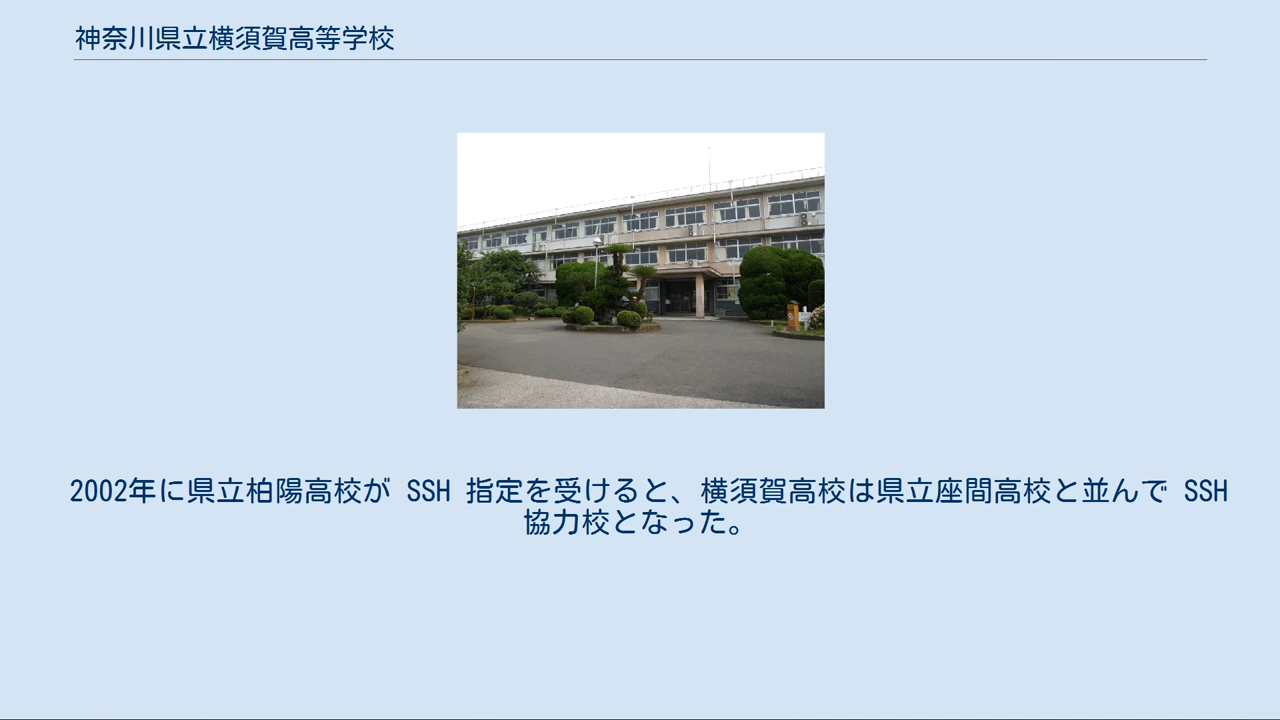 神奈川県立横須賀高等学校
2002年に県立柏陽高校が SSH 指定を受けると、横須賀高校は県立座間高校と並んで SSH
協力校となった。